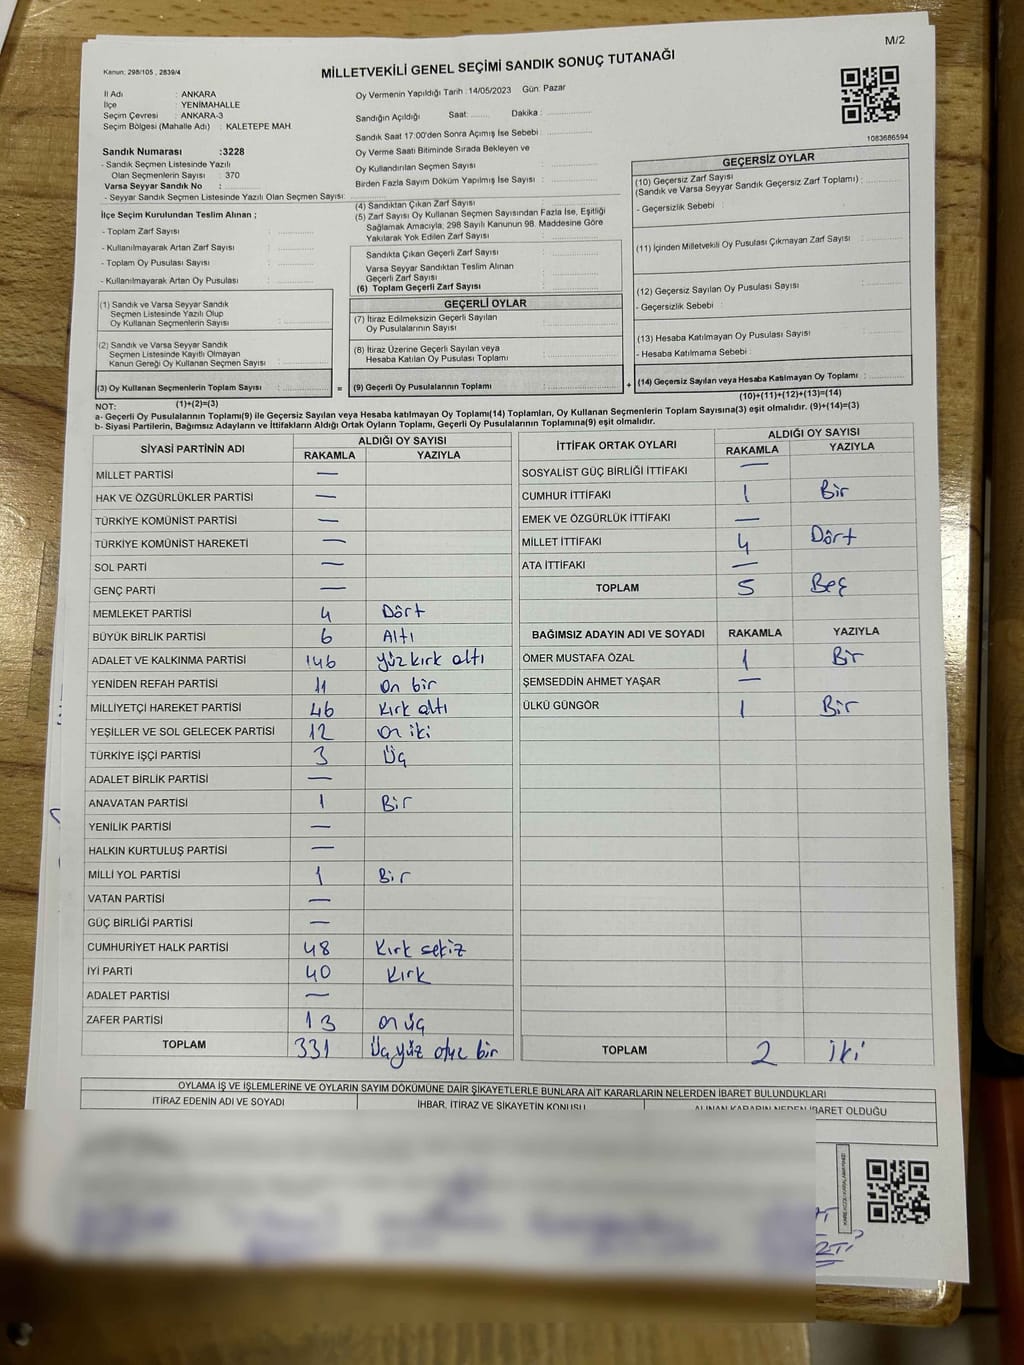 M/2
Kanun: 298/105 , 2839/4
MİLLETVEKİLİ GENEL SEÇİMİ SANDIK SONUÇ TUTANAĞI
İl Adı : ANKARA
İlçe : YENİMAHALLE
Seçim Çevresi : ANKARA-3
Seçim Bölgesi (Mahalle Adı) : KALETEPE MAH
Sandık Numarası :3228
- Sandık Seçmen Listesinde Yazılı
Olan Seçmenlerin Sayısı : 370
Varsa Seyyar Sandık No :
- Seyyar Sandık Seçmen Listesinde Yazılı Olan Seçmen Sayısı:
İlçe Seçim Kurulundan Teslim Alınan ;
- Toplam Zarf Sayısı
- Kullanılmayarak Artan Zarf Sayısı
- Toplam Oy Pusulası Sayısı
- Kullanılmayarak Artan Oy Pusulası
(1) Sandık ve Varsa Seyyar Sandık
Seçmen Listesinde Yazılı Olup
Oy Kullanan Seçmenlerin Sayısı :
(2) Sandık ve Varsa Seyyar Sandık
Seçmen Listesinde Kayıtlı Olmayan
Kanun Gereği Oy Kullanan Seçmen Sayısı :
(3) Oy Kullanan Seçmenlerin Toplam Sayısı :
(1)+(2)=(3)
Oy Vermenin Yapıldığı Tarih : 14/05/2023 Gün: Pazar
Sandığın Açıldığı Saat: Dakika :
Sandık Saat 17:00'den Sonra Açımış İse Sebebi :
Oy Verme Saati Bitiminde Sırada Bekleyen ve
Oy Kullandırılan Seçmen Sayısı :
Birden Fazla Sayım Döküm Yapılmış İse Sayısı :
(4) Sandıktan Çıkan Zarf Sayısı :
(5) Zarf Sayısı Oy Kullanan Seçmen Sayısından Fazla İse, Eşitliği
Sağlamak Amacıyla, 298 Sayılı Kanunun 98. Maddesine Göre
Yakılarak Yok Edilen Zarf Sayısı :
Sandıkta Çıkan Geçerli Zarf Sayısı :
Varsa Seyyar Sandıktan Teslim Alınan
Geçerli Zarf Sayısı :
(6) Toplam Geçerli Zarf Sayısı :
GEÇERLİ OYLAR
(7) İtiraz Edilmeksizin Geçerli Sayılan
Oy Pusulalarının Sayısı :
(8) İtiraz Üzerine Geçerli Sayılan veya
Hesaba Katılan Oy Pusulası Toplamı :
= (9) Geçerli Oy Pusulalarının Toplamı :
1083686594
GEÇERSİZ OYLAR
(10) Geçersiz Zarf Sayısı
(Sandık ve Varsa Seyyar Sandık Geçersiz Zarf Toplamı) :
- Geçersizlik Sebebi :
(11) İçinden Milletvekili Oy Pusulası Çıkmayan Zarf Sayısı :
(12) Geçersiz Sayılan Oy Pusulası Sayısı :
- Geçersizlik Sebebi :
(13) Hesaba Katılmayan Oy Pusulası Sayısı :
- Hesaba Katılmama Sebebi :
+ (14) Geçersiz Sayılan veya Hesaba Katılmayan Oy Toplamı :
(10)+(11)+(12)+(13)=(14)
NOT:
a- Geçerli Oy Pusulalarının Toplamı(9) ile Geçersiz Sayılan veya Hesaba katılmayan Oy Toplamı(14) Toplamları, Oy Kullanan Seçmenlerin Toplam Sayısına(3) eşit olmalıdır. (9)+(14)=(3)
b- Siyasi Partilerin, Bağımsız Adayların ve İttifakların Aldığı Ortak Oyların Toplamı, Geçerli Oy Pusulalarının Toplamına(9) eşit olmalıdır.
SİYASİ PARTİNİN ADI ALDIĞI OY SAYISI
RAKAMLA YAZIYLA
MİLLET PARTİSİ —
HAK VE ÖZGÜRLÜKLER PARTİSİ —
TÜRKİYE KOMÜNİST PARTİSİ —
TÜRKİYE KOMÜNİST HAREKETİ —
SOL PARTİ —
GENÇ PARTİ —
MEMLEKET PARTİSİ 4 Dört
BÜYÜK BİRLİK PARTİSİ 6 Altı
ADALET VE KALKINMA PARTİSİ 146 yüz kırk altı
YENİDEN REFAH PARTİSİ 11 on bir
MİLLİYETÇİ HAREKET PARTİSİ 46 Kırk altı
YEŞİLLER VE SOL GELECEK PARTİSİ 12 on iki
TÜRKİYE İŞÇİ PARTİSİ 3 Üç
ADALET BİRLİK PARTİSİ —
ANAVATAN PARTİSİ 1 Bir
YENİLİK PARTİSİ —
HALKIN KURTULUŞ PARTİSİ —
MİLLİ YOL PARTİSİ 1 Bir
VATAN PARTİSİ —
GÜÇ BİRLİĞİ PARTİSİ —
CUMHURİYET HALK PARTİSİ 48 Kırk sekiz
İYİ PARTİ 40 Kırk
ADALET PARTİSİ —
ZAFER PARTİSİ 13 on üç
TOPLAM 331 Üçyüz otuz bir
İTTİFAK ORTAK OYLARI ALDIĞI OY SAYISI
RAKAMLA YAZIYLA
SOSYALİST GÜÇ BİRLİĞİ İTTİFAKI —
CUMHUR İTTİFAKI 1 Bir
EMEK VE ÖZGÜRLÜK İTTİFAKI —
MİLLET İTTİFAKI 4 Dört
ATA İTTİFAKI —
TOPLAM 5 Beş
BAĞIMSIZ ADAYIN ADI VE SOYADI RAKAMLA YAZIYLA
ÖMER MUSTAFA ÖZAL 1 Bir
ŞEMSEDDİN AHMET YAŞAR —
ÜLKÜ GÜNGÖR 1 Bir
TOPLAM 2 iki
OYLAMA İŞ VE İŞLEMLERİNE VE OYLARIN SAYIM DÖKÜMÜNE DAİR ŞİKAYETLERLE BUNLARA AİT KARARLARIN NELERDEN İBARET BULUNDUKLARI
İTİRAZ EDENİN ADI VE SOYADI İHBAR, İTİRAZ VE ŞİKAYETİN KONUSU ALINAN KARARIN NEDEN İBARET OLDUĞU